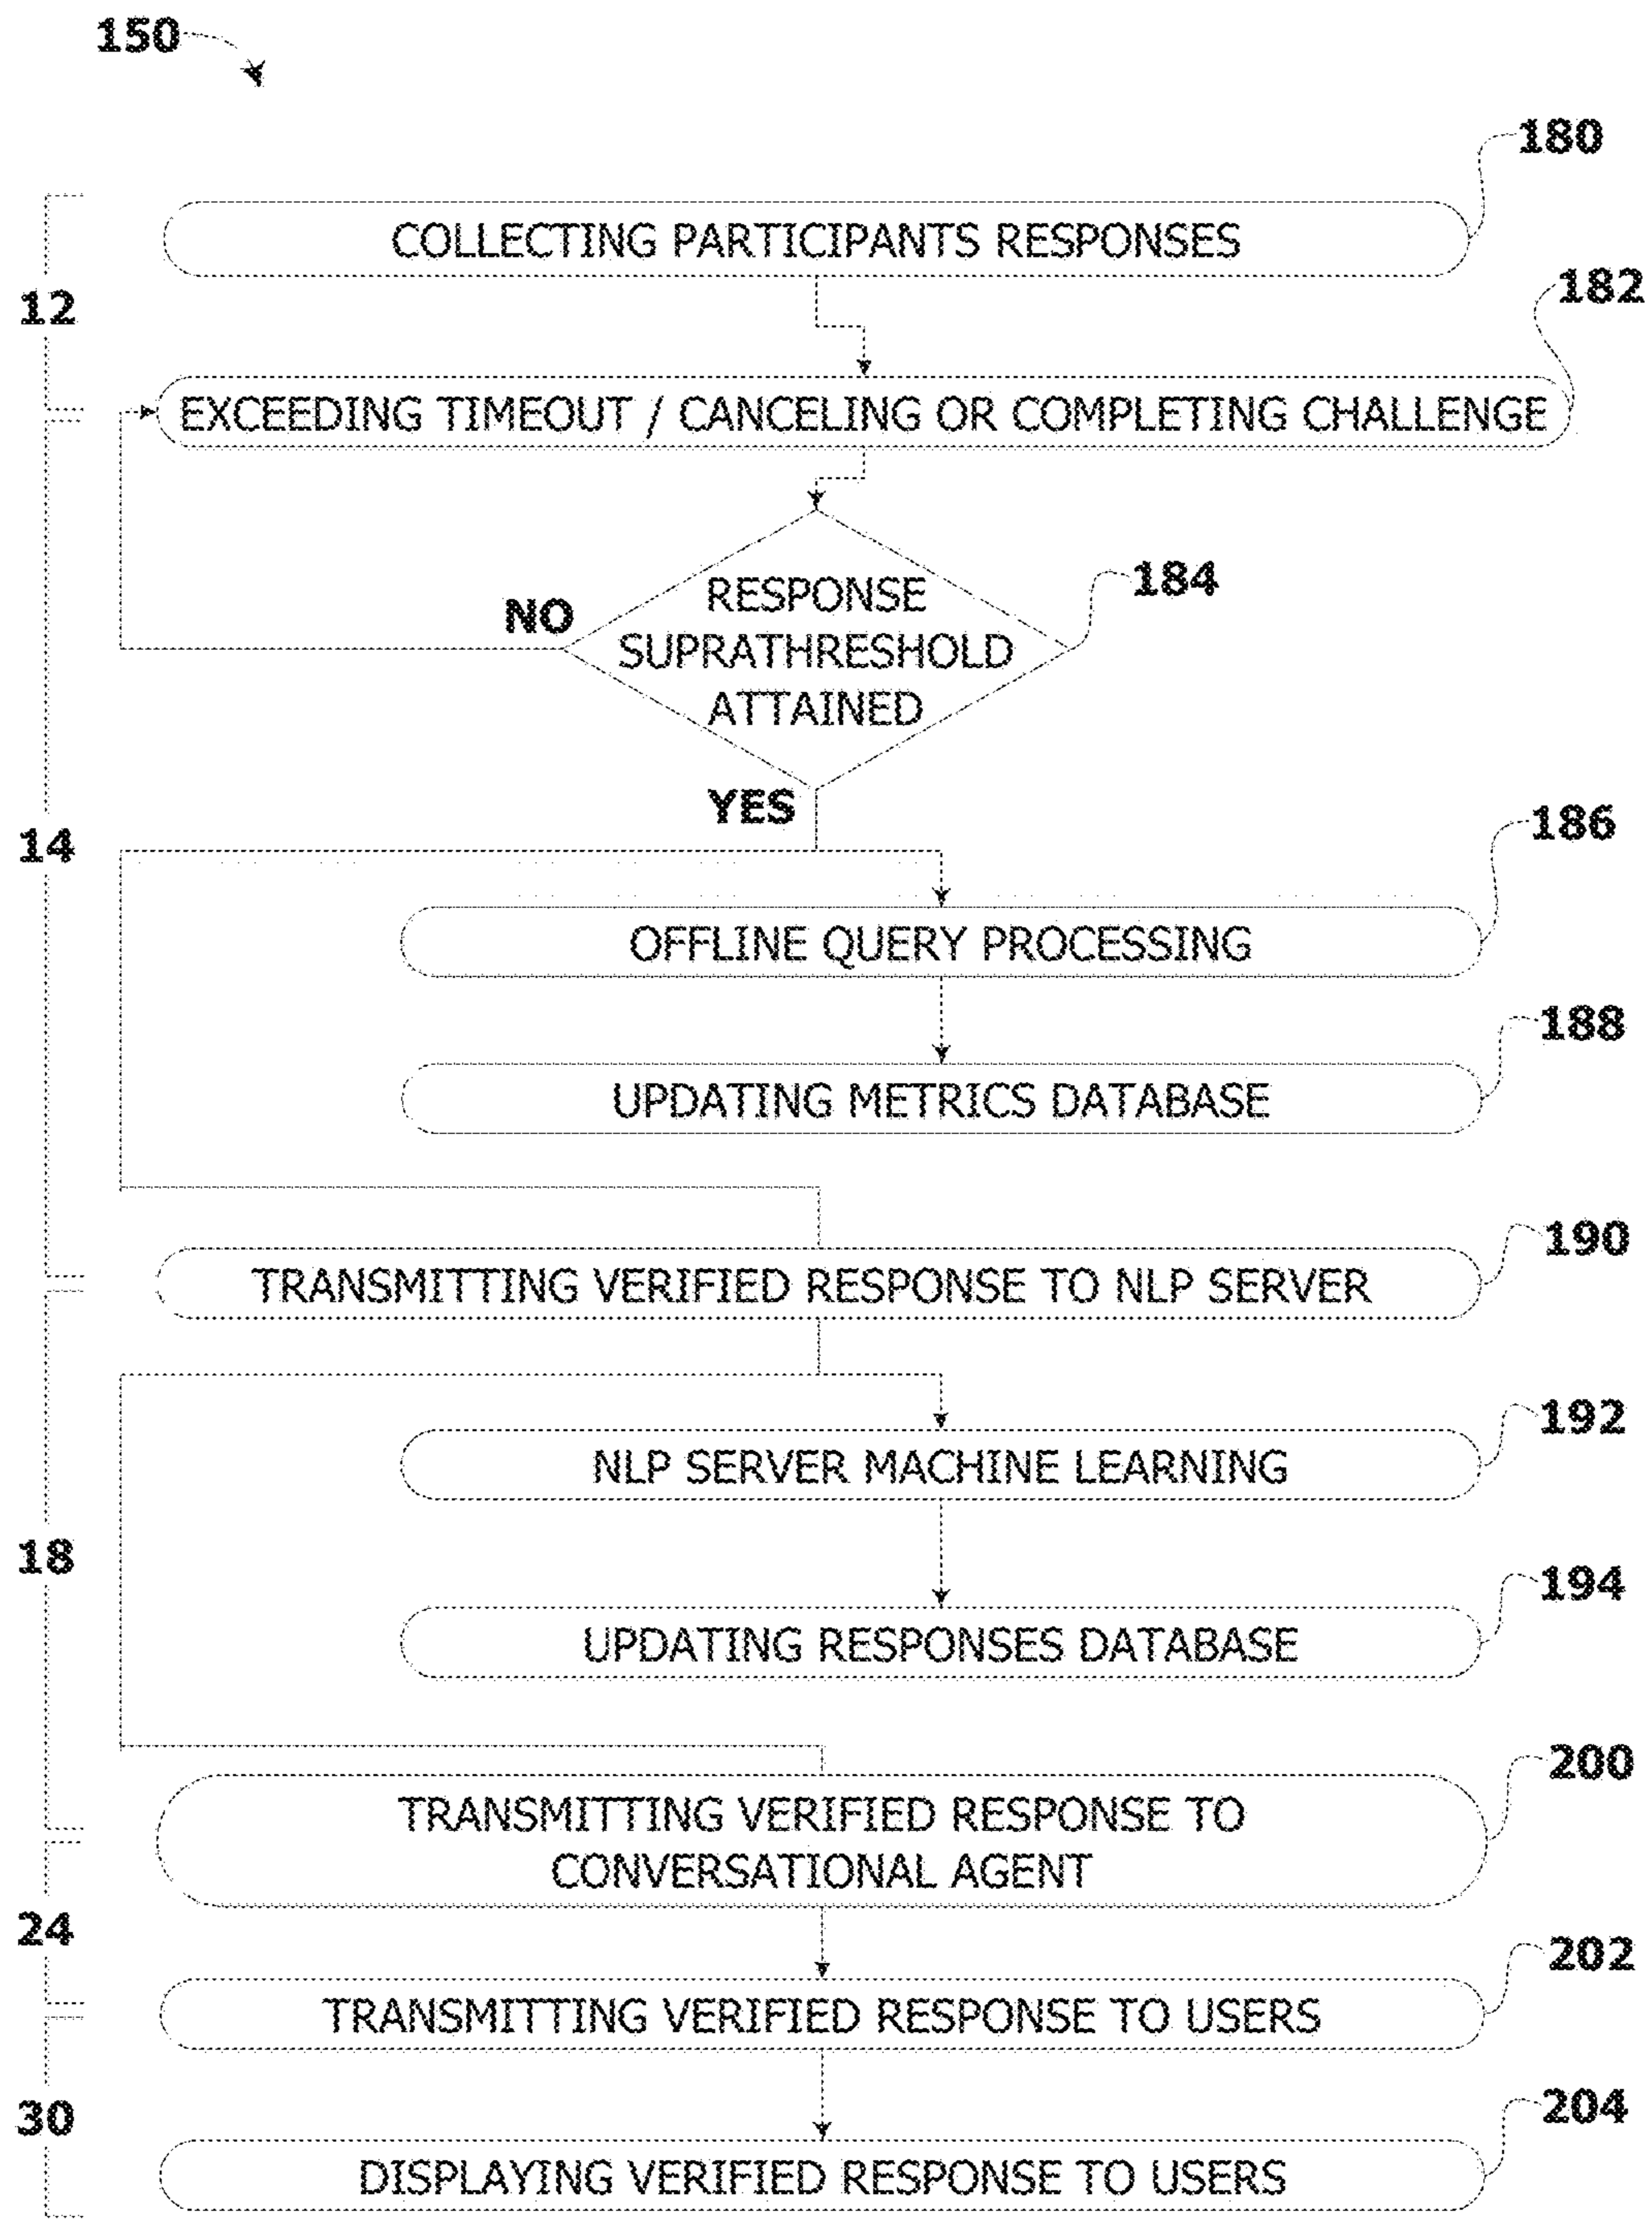 150
180
COLLECTING PARTICIPANTS RESPONSES
12
182
EXCEEDING TIMEOUT / CANCELING OR COMPLETING CHALLENGE
184
RESPONSE
NO
SUPRATHRESHOLD
ATTAINED
YES
14
186
OFFLINE QUERY PROCESSING
188
UPDATING METRICS DATABASE
190
TRANSMITTING VERIFIED RESPONSE TO NLP SERVER
192
NLP SERVER MACHINE LEARNING
18
194
UPDATING RESPONSES DATABASE
200
TRANSMITTING VERIFIED RESPONSE TO
CONVERSATIONAL AGENT
24
202
TRANSMITTING VERIFIED RESPONSE TO USERS
30
204
DISPLAYING VERIFIED RESPONSE TO USERS